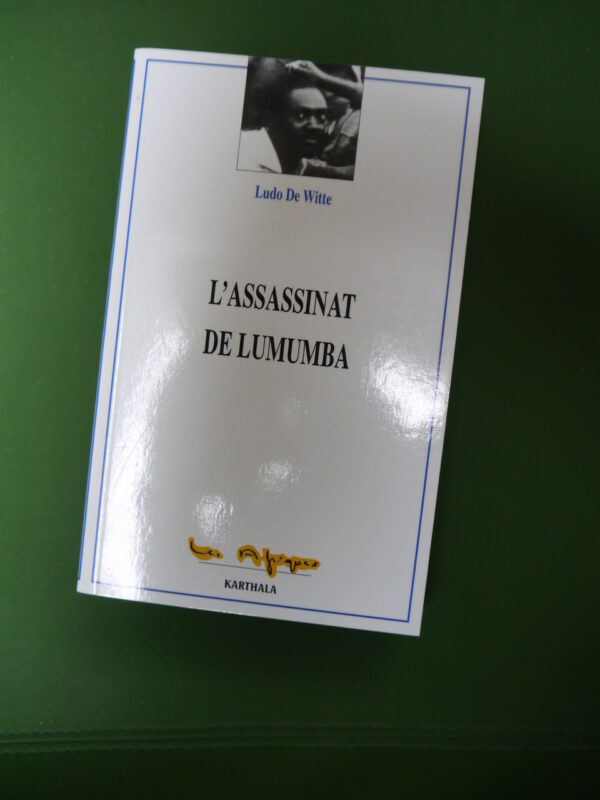 Ludo De Witte
L'ASSASSINAT
DE LUMUMBA
Les Afriques
KARTHALA